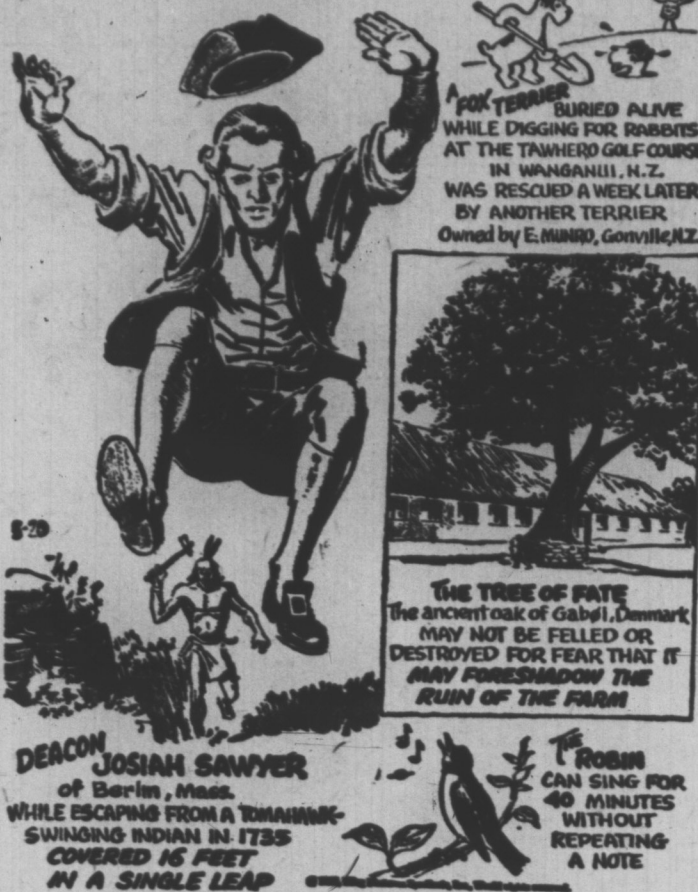 A
FOX TERRIER BURIED ALIVE
WHILE DIGGING FOR RABBITS
AT THE TAWHERO GOLF COURSE
IN WANGANUI, N.Z.
WAS RESCUED A WEEK LATER
BY ANOTHER TERRIER
Owned by E. MUNRO, Gonville, N.Z.
5-20
THE TREE OF FATE
The ancient oak of Gabøl, Denmark
MAY NOT BE FELLED OR
DESTROYED FOR FEAR THAT IT
MAY FORESHADOW THE
RUIN OF THE FARM
DEACON JOSIAH SAWYER
of Berlin, Mass.
WHILE ESCAPING FROM A TOMAHAWK-
SWINGING INDIAN IN 1735
COVERED 16 FEET
IN A SINGLE LEAP
THE ROBIN
CAN SING FOR
40 MINUTES
WITHOUT
REPEATING
A NOTE